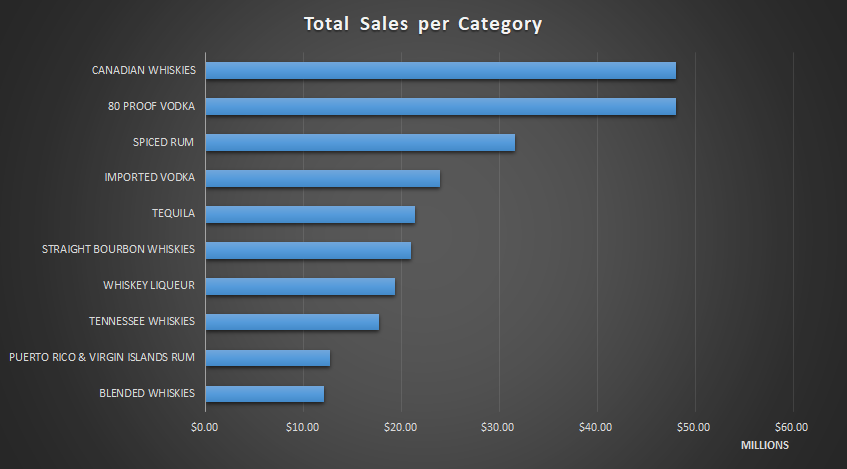 Total Sales per Category
CANADIAN WHISKIES
80 PROOF VODKA
SPICED RUM
IMPORTED VODKA
TEQUILA
STRAIGHT BOURBON WHISKIES
WHISKEY LIQUEUR
TENNESSEE WHISKIES
PUERTO RICO & VIRGIN ISLANDS RUM
BLENDED WHISKIES
$0.00 $10.00 $20.00 $30.00 $40.00 $50.00 $60.00
MILLIONS